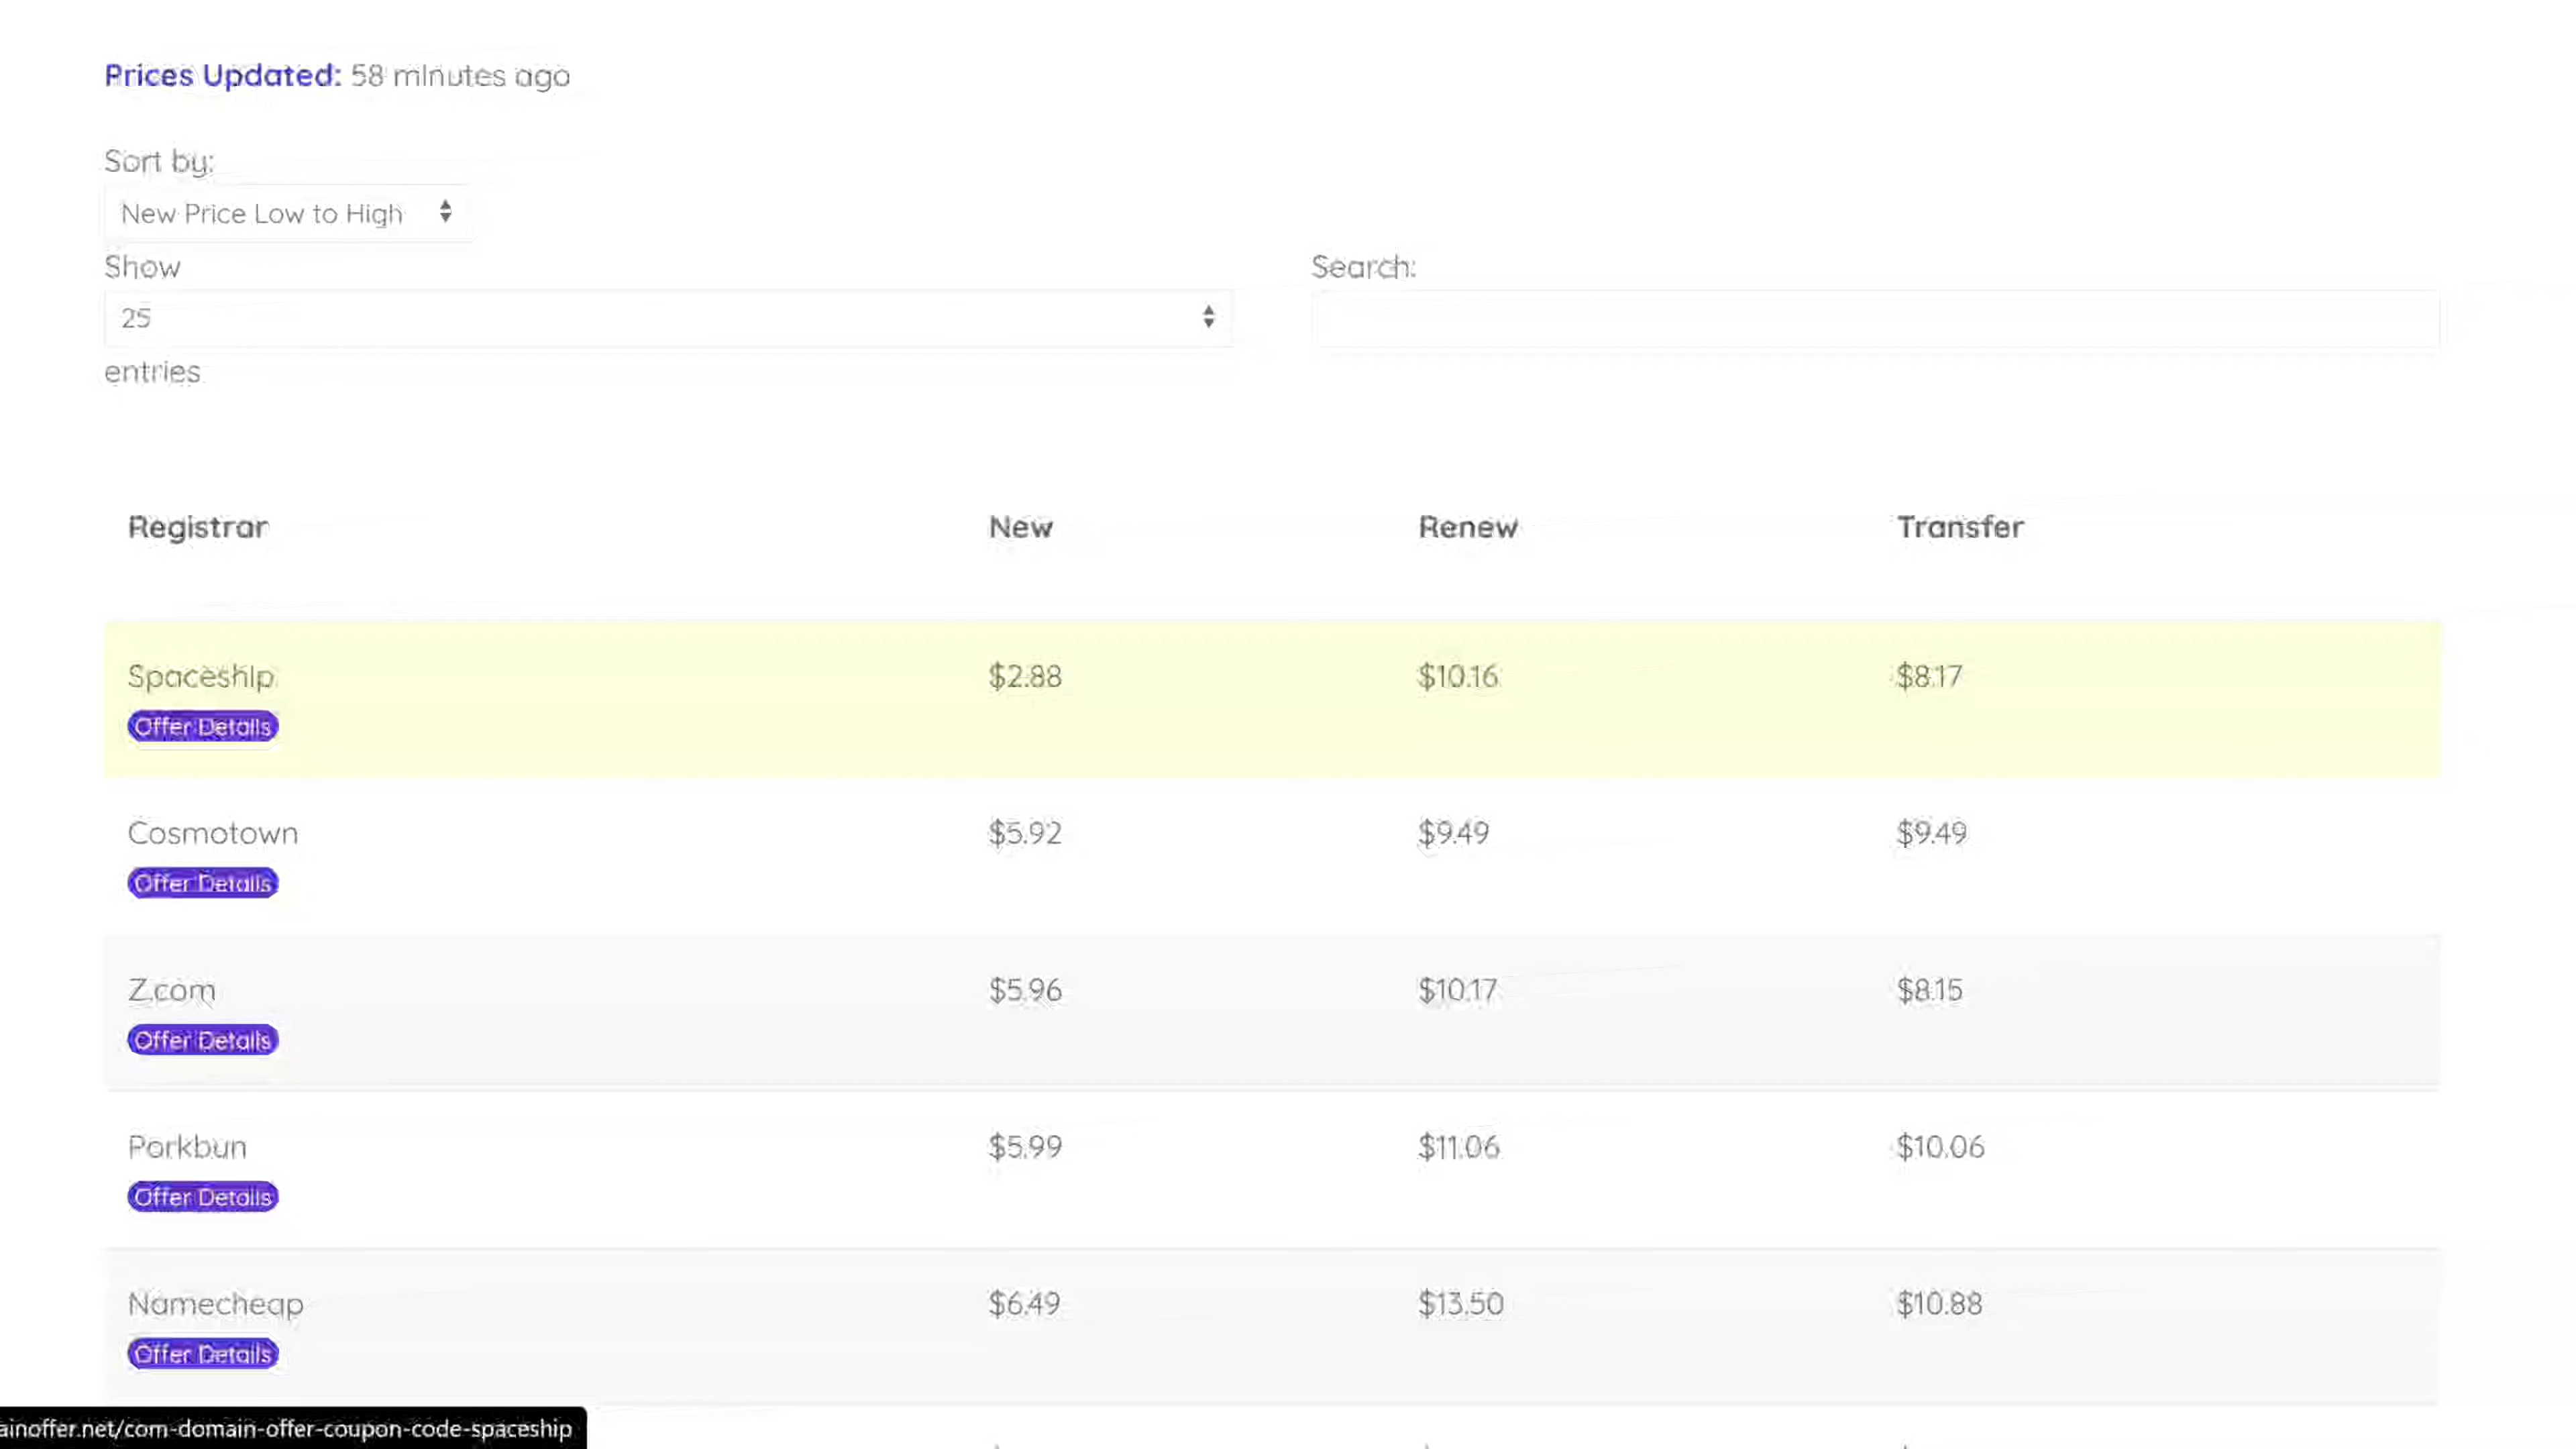 Prices Updated: 58 minutes ago
Sort by:
New Price Low to High
Show
Search:
25
entries
Registrar New Renew Transfer
Spaceship $2.88 $10.16 $8.17
Offer Details
Cosmotown $5.92 $9.49 $9.49
Offer Details
Z.com $5.96 $10.17 $8.15
Offer Details
Porkbun $5.99 $11.06 $10.06
Offer Details
Namecheap $6.49 $13.50 $10.88
Offer Details
ainoffer.net/com-domain-offer-coupon-code-spaceship